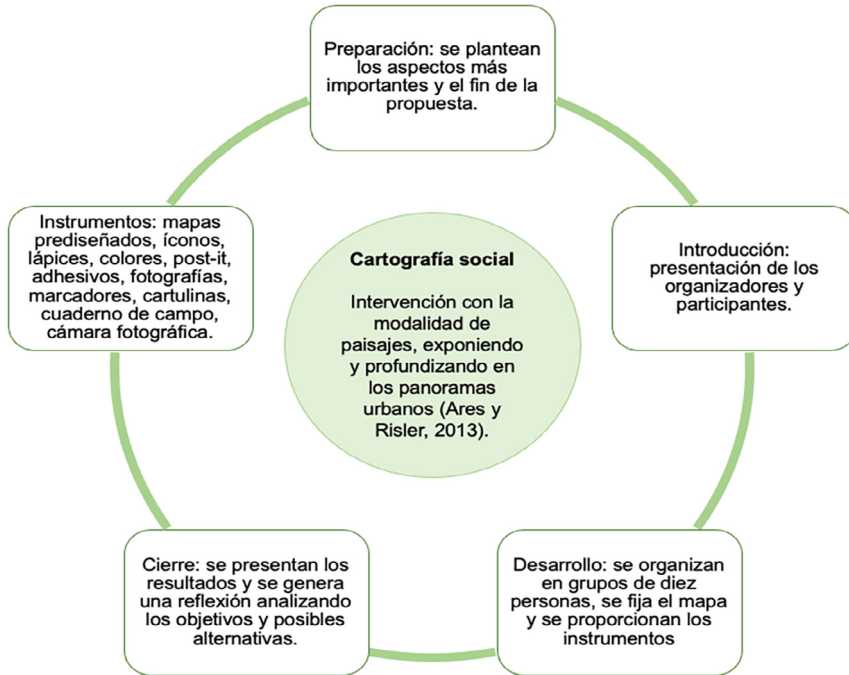 Preparación: se plantean
los aspectos más
importantes y el fin de la
propuesta.
Introducción:
presentación de los
organizadores y
participantes.
Desarrollo: se organizan
en grupos de diez
personas, se fija el mapa
y se proporcionan los
instrumentos
Cierre: se presentan los
resultados y se genera
una reflexión analizando
los objetivos y posibles
alternativas.
Instrumentos: mapas
prediseñados, íconos,
lápices, colores, post-it,
adhesivos, fotografías,
marcadores, cartulinas,
cuaderno de campo,
cámara fotográfica.
Cartografía social
Intervención con la
modalidad de
paisajes, exponiendo
y profundizando en
los panoramas
urbanos (Ares y
Risler, 2013).